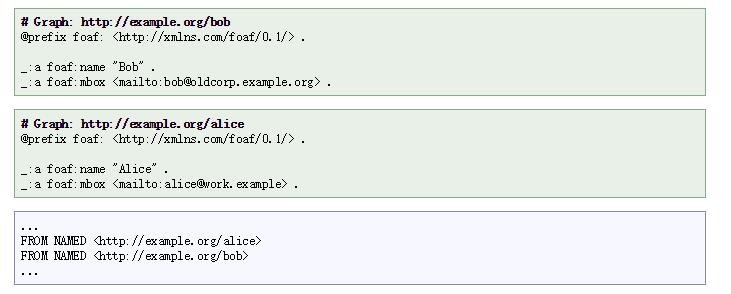 # Graph: http://example.org/bob
@prefix foaf: <http://xmlns.com/foaf/0.1/> .
_:a foaf:name "Bob" .
_:a foaf:mbox <mailto:bob@oldcorp.example.org> .
# Graph: http://example.org/alice
@prefix foaf: <http://xmlns.com/foaf/0.1/> .
_:a foaf:name "Alice" .
_:a foaf:mbox <mailto:alice@work.example> .
...
FROM NAMED <http://example.org/alice>
FROM NAMED <http://example.org/bob>
...